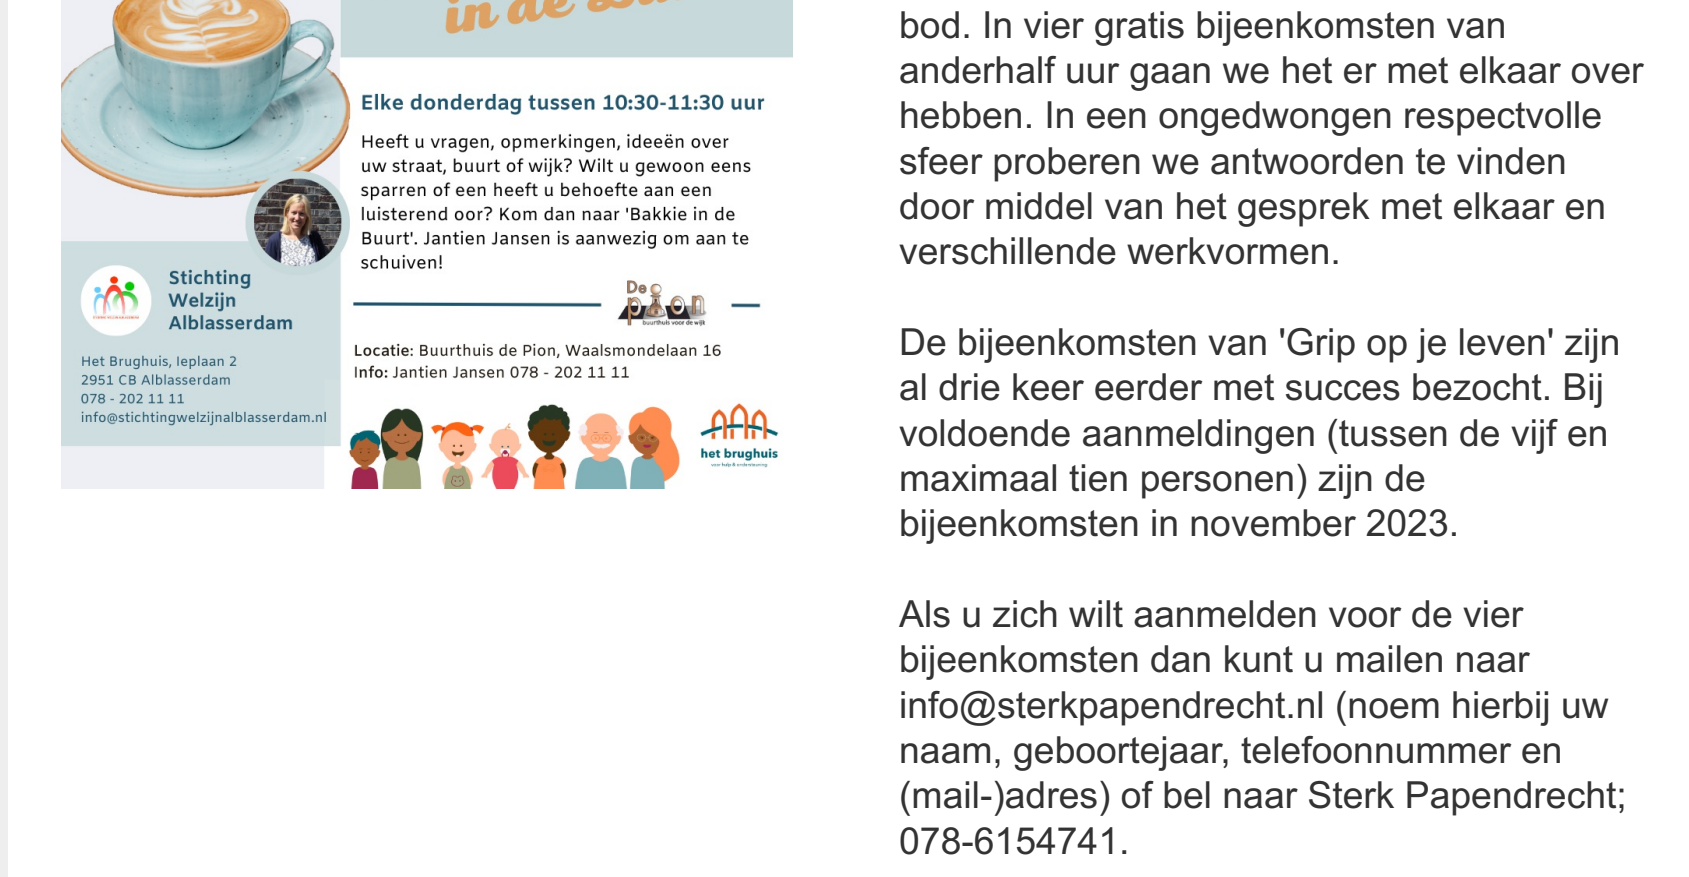 in de
Elke donderdag tussen 10:30-11:30 uur
Heeft u vragen, opmerkingen, ideeën over
uw straat, buurt of wijk? Wilt u gewoon eens
sparren of een heeft u behoefte aan een
luisterend oor? Kom dan naar 'Bakkie in de
Buurt'. Jantien Jansen is aanwezig om aan te
schuiven!
De
pion
buurthuis voor de wijk
Locatie: Buurthuis de Pion, Waalsmondelaan 16
Info: Jantien Jansen 078 - 202 11 11
Stichting
Welzijn
Alblasserdam
Het Brughuis, Ieplaan 2
2951 CB Alblasserdam
078 - 202 11 11
info@stichtingwelzijnalblasserdam.nl
het brughuis
voor hulp & ondersteuning
bod. In vier gratis bijeenkomsten van
anderhalf uur gaan we het er met elkaar over
hebben. In een ongedwongen respectvolle
sfeer proberen we antwoorden te vinden
door middel van het gesprek met elkaar en
verschillende werkvormen.
De bijeenkomsten van 'Grip op je leven' zijn
al drie keer eerder met succes bezocht. Bij
voldoende aanmeldingen (tussen de vijf en
maximaal tien personen) zijn de
bijeenkomsten in november 2023.
Als u zich wilt aanmelden voor de vier
bijeenkomsten dan kunt u mailen naar
info@sterkpapendrecht.nl (noem hierbij uw
naam, geboortejaar, telefoonnummer en
(mail-)adres) of bel naar Sterk Papendrecht;
078-6154741.